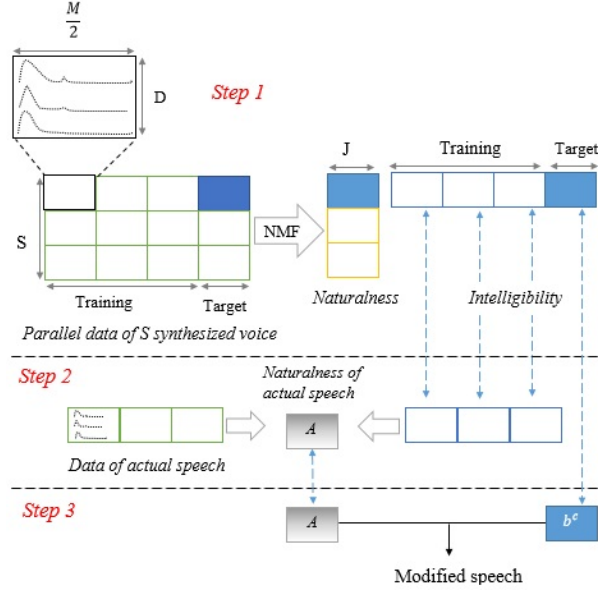 M/2
D
Step 1
J
Training
Target
S
NMF
Training
Target
Naturalness
Intelligibility
Parallel data of S synthesized voice
Step 2
Naturalness of
actual speech
A
Data of actual speech
Step 3
A
b^c
Modified speech